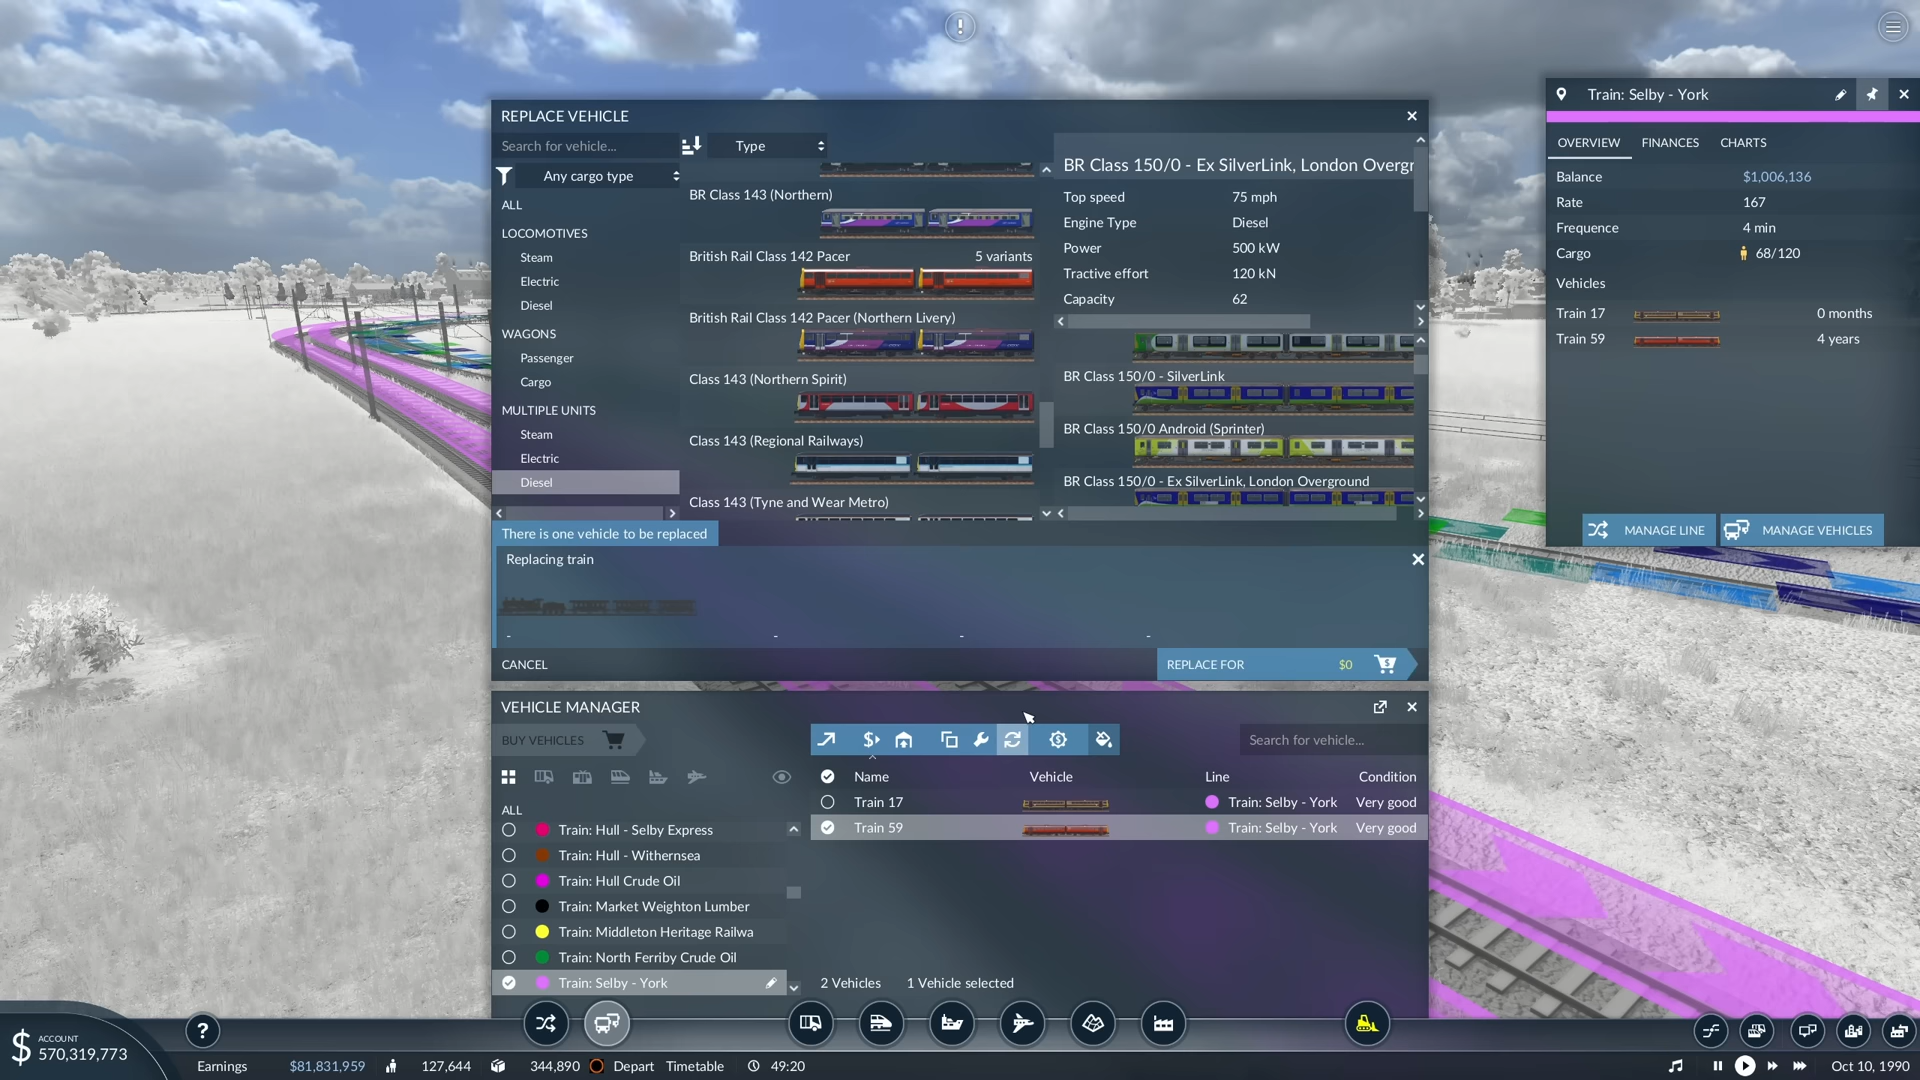 REPLACE VEHICLE
Search for vehicle...
Type
Any cargo type
ALL
LOCOMOTIVES
Steam
Electric
Diesel
WAGONS
Passenger
Cargo
MULTIPLE UNITS
Steam
Electric
Diesel
BR Class 143 (Northern)
British Rail Class 142 Pacer 5 variants
British Rail Class 142 Pacer (Northern Livery)
Class 143 (Northern Spirit)
Class 143 (Regional Railways)
Class 143 (Tyne and Wear Metro)
BR Class 150/0 - Ex SilverLink, London Overgr
Top speed 75 mph
Engine Type Diesel
Power 500 kW
Tractive effort 120 kN
Capacity 62
BR Class 150/0 - SilverLink
BR Class 150/0 Android (Sprinter)
BR Class 150/0 - Ex SilverLink, London Overground
There is one vehicle to be replaced
Replacing train
- - - -
CANCEL
REPLACE FOR $0
Train: Selby - York
OVERVIEW FINANCES CHARTS
Balance $1,006,136
Rate 167
Frequence 4 min
Cargo 68/120
Vehicles
Train 17 0 months
Train 59 4 years
MANAGE LINE
MANAGE VEHICLES
VEHICLE MANAGER
BUY VEHICLES
Search for vehicle...
ALL
Train: Hull - Selby Express
Train: Hull - Withernsea
Train: Hull Crude Oil
Train: Market Weighton Lumber
Train: Middleton Heritage Railwa
Train: North Ferriby Crude Oil
Train: Selby - York
Name Vehicle Line Condition
Train 17 Train: Selby - York Very good
Train 59 Train: Selby - York Very good
2 Vehicles 1 Vehicle selected
$ ACCOUNT
570,319,773
?
Earnings $81,831,959 127,644 344,890 Depart Timetable 49:20
Oct 10, 1990